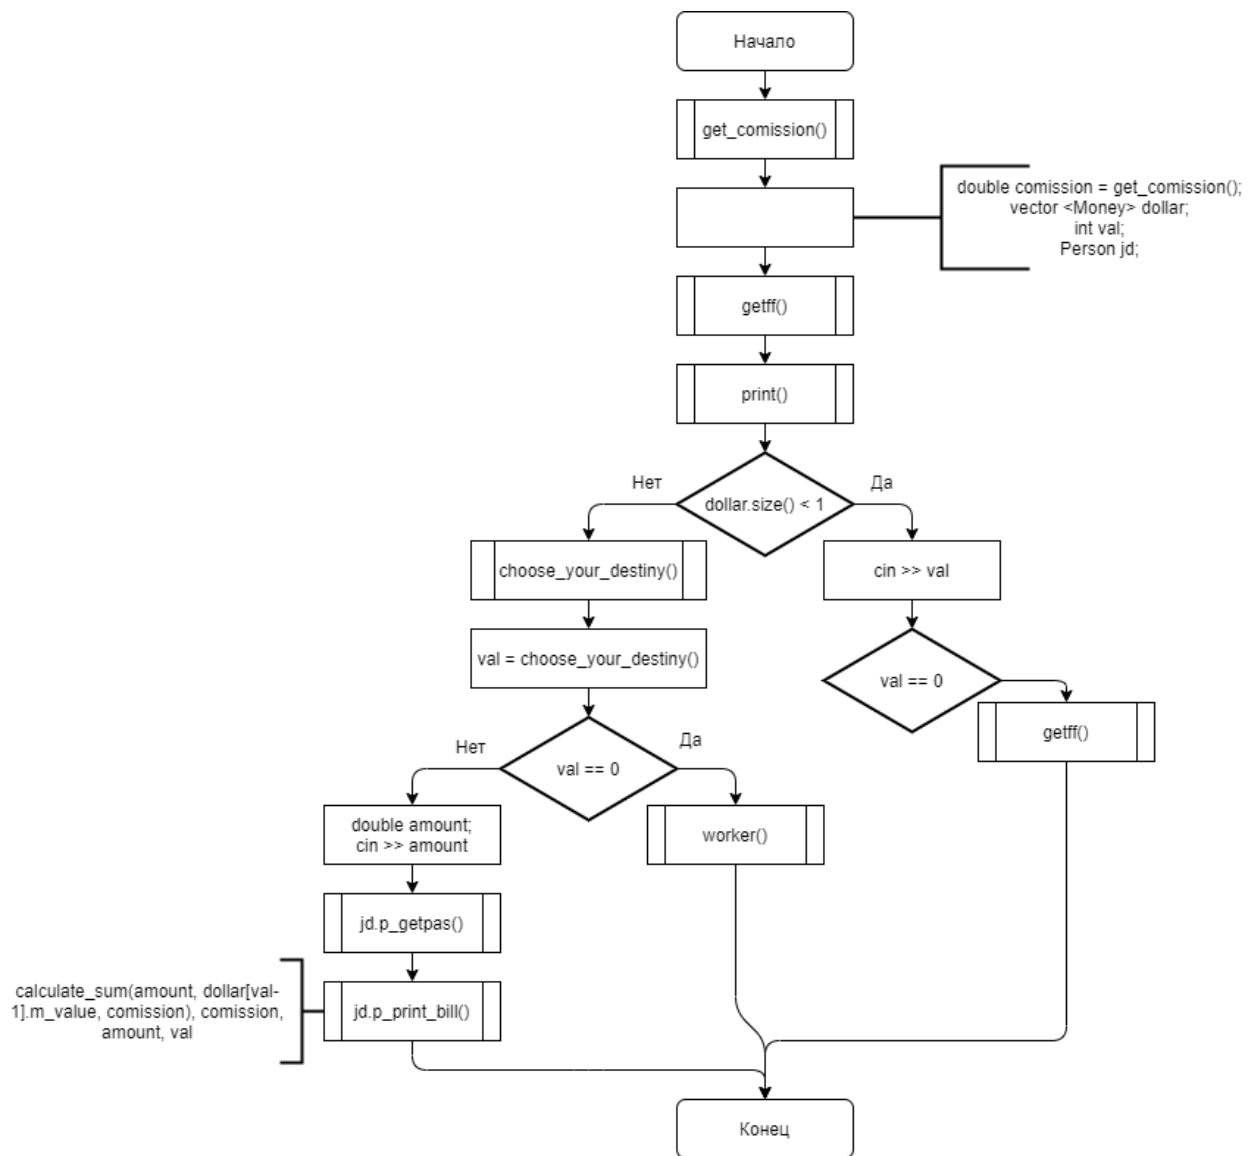 Начало
get_comission()
double comission = get_comission();
vector <Money> dollar;
int val;
Person jd;
getff()
print()
Нет
dollar.size() < 1
Да
choose_your_destiny()
cin >> val
val = choose_your_destiny()
val == 0
getff()
Нет
val == 0
Да
double amount;
cin >> amount
worker()
jd.p_getpas()
calculate_sum(amount, dollar[val-
1].m_value, comission), comission,
amount, val
jd.p_print_bill()
Конец